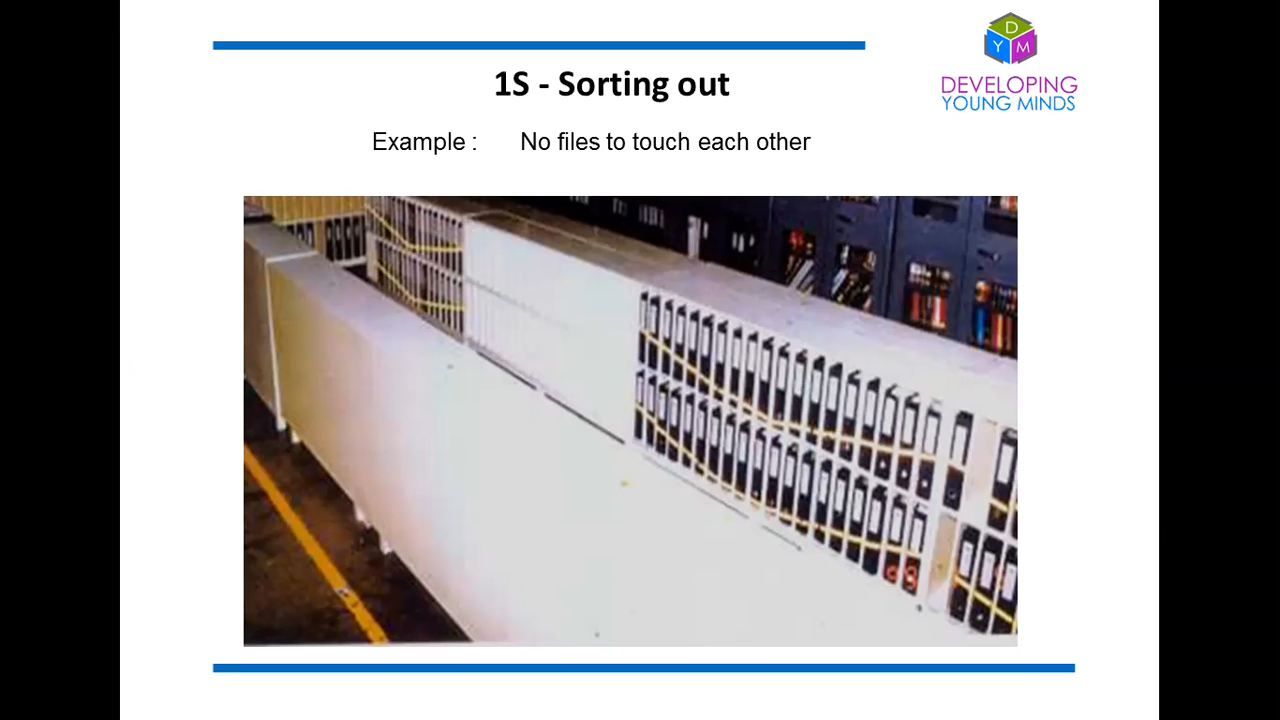 D
Y M
DEVELOPING
YOUNG MINDS
1S - Sorting out
Example : No files to touch each other